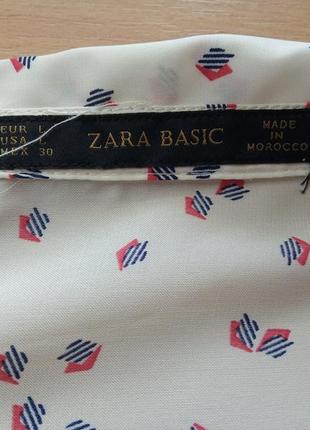 EUR L
USA L
MEX 30
ZARA BASIC
MADE IN
MOROCCO